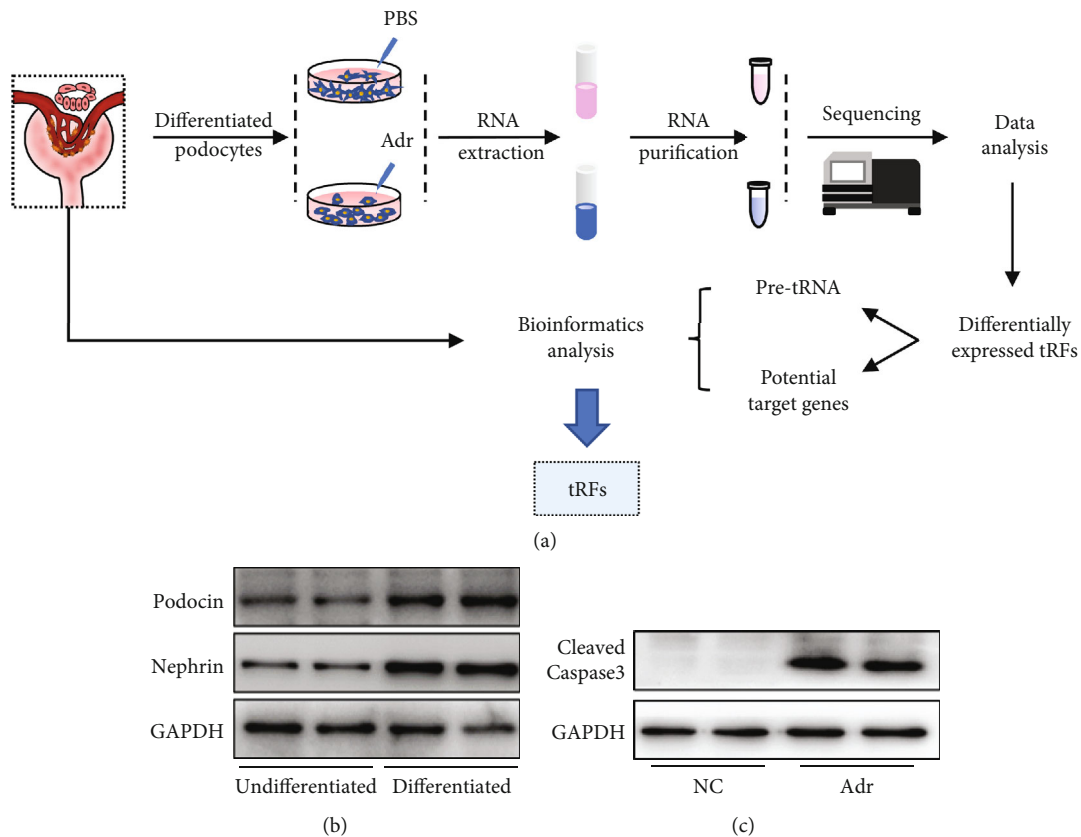 PBS
Differentiated
podocytes
Adr
RNA
extraction
RNA
purification
Sequencing
Data
analysis
Pre-tRNA
Bioinformatics
analysis
Differentially
expressed tRFs
Potential
target genes
tRFs
(a)
Podocin
Nephrin
GAPDH
Undifferentiated
Differentiated
(b)
Cleaved
Caspase3
GAPDH
NC
Adr
(c)